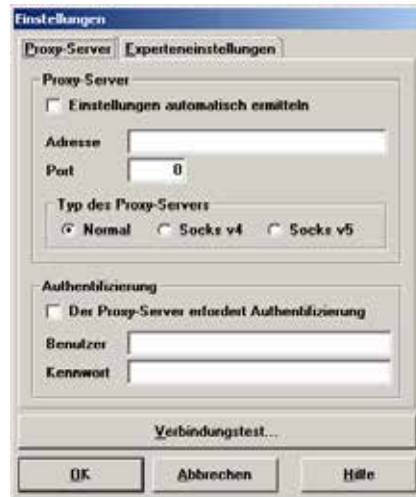 Einstellungen
Proxy-Server Experteneinstellungen
Proxy-Server
Einstellungen automatisch ermitteln
Adresse
Port 0
Typ des Proxy-Servers
Normal Socks v4 Socks v5
Authentifizierung
Der Proxy-Server erfordert Authentifizierung
Benutzer
Kennwort
Verbindungstest...
OK Abbrechen Hilfe